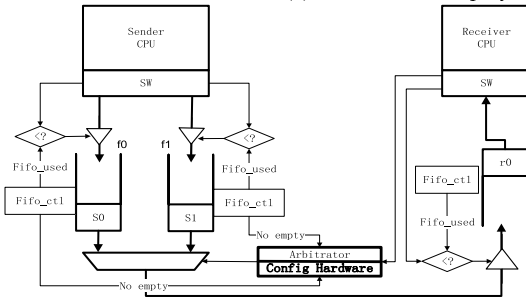 Sender
CPU
SW
Receiver
CPU
SW
<?
<?
f0
f1
Fifo_used
Fifo_used
r0
Fifo_ctl
Fifo_ctl
Fifo_ctl
S0
S1
Fifo_used
No empty
Arbitrator
Config Hardware
<?
No empty